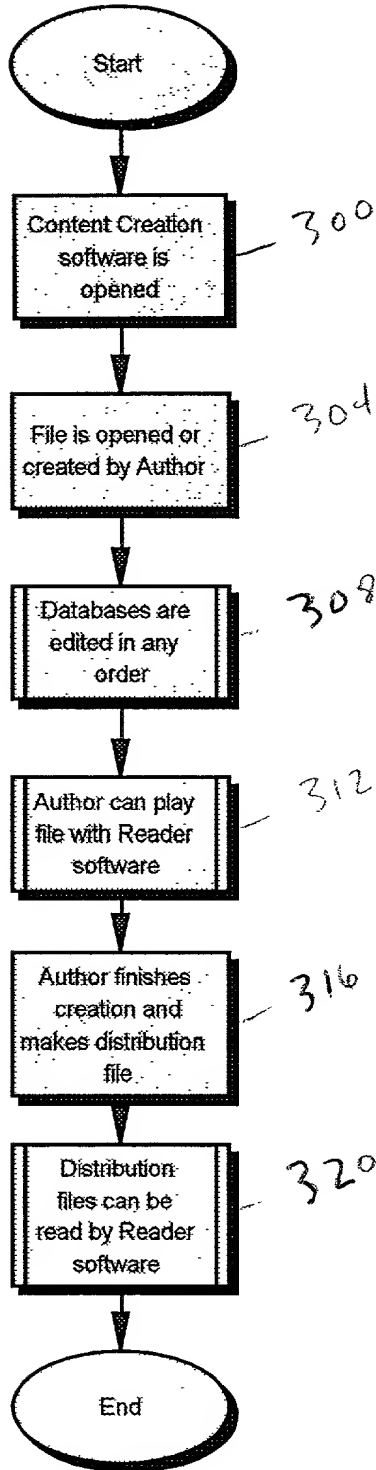 Start
Content Creation
software is
opened
300
File is opened or
created by Author
304
Databases are
edited in any
order
308
Author can play
file with Reader
software
312
Author finishes
creation and
makes distribution
file
316
Distribution
files can be
read by Reader
software
320
End